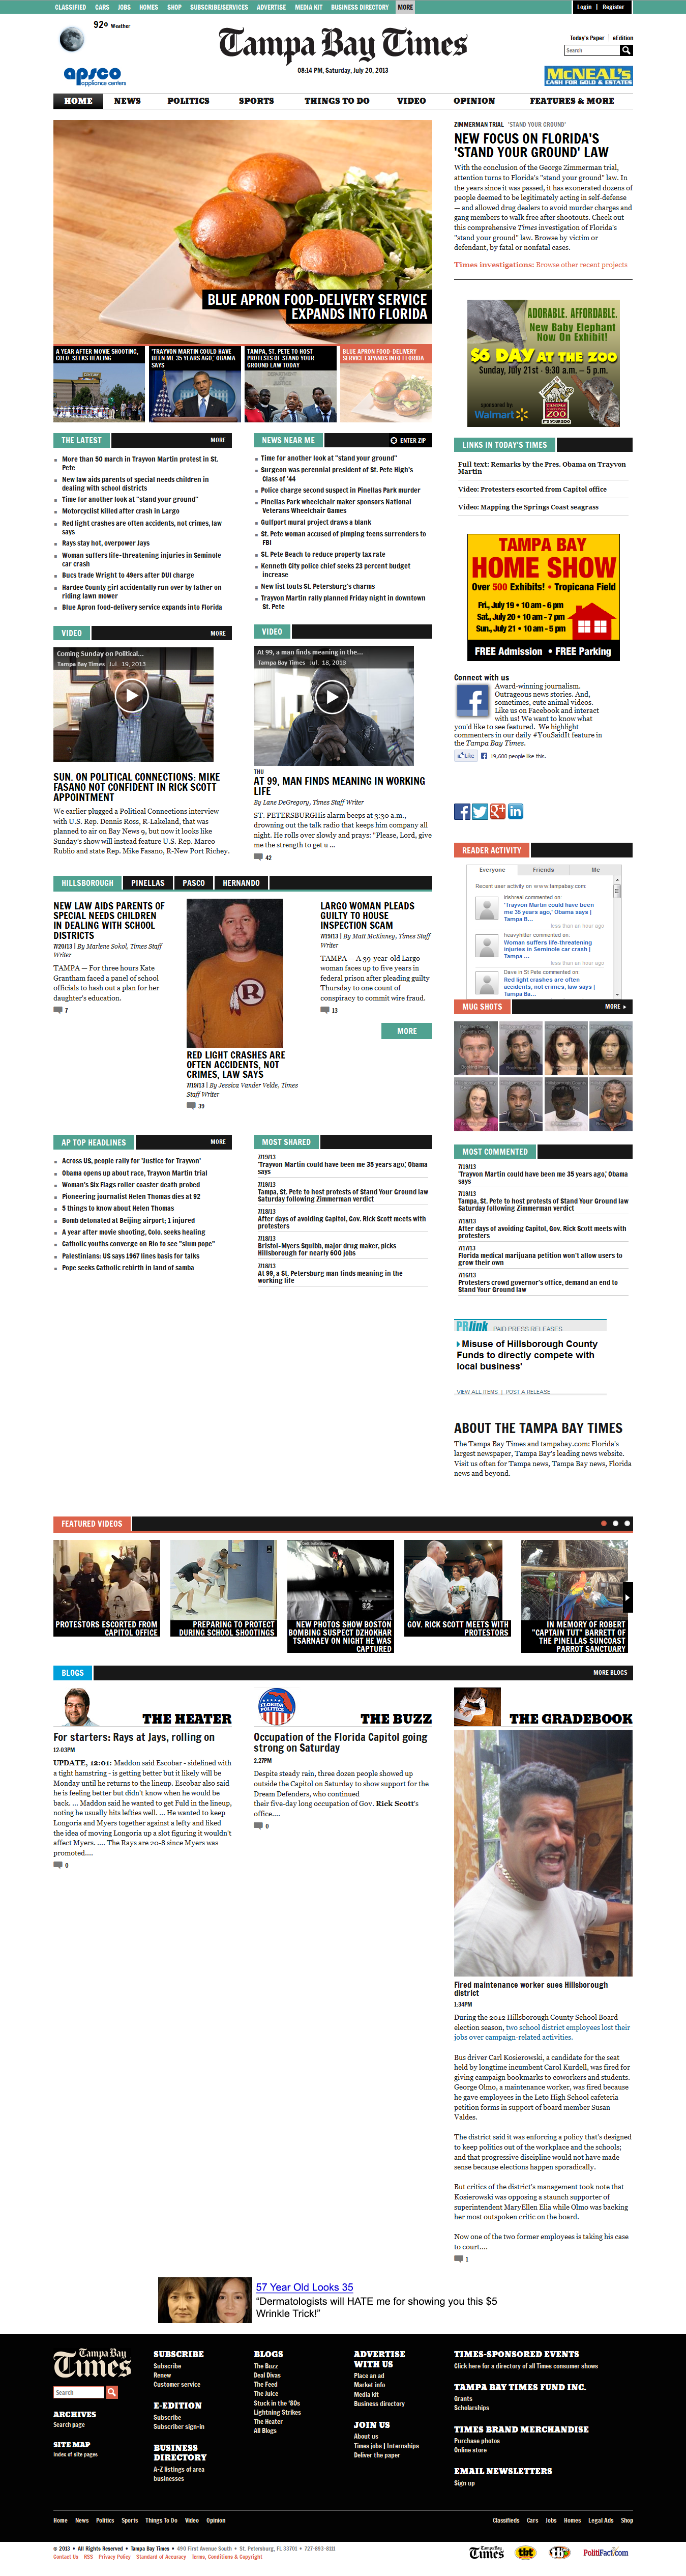 CLASSIFIED CARS JOBS HOMES SHOP SUBSCRIBE/SERVICES ADVERTISE MEDIA KIT BUSINESS DIRECTORY MORE
Login | Register
92º Weather
Tampa Bay Times
08:14 PM, Saturday, July 20, 2013
Today's Paper | eEdition
Search
apsco
appliance centers
McNEAL'S
CASH FOR GOLD & ESTATES
HOME NEWS POLITICS SPORTS THINGS TO DO VIDEO OPINION FEATURES & MORE
BLUE APRON FOOD-DELIVERY SERVICE
EXPANDS INTO FLORIDA
A YEAR AFTER MOVIE SHOOTING,
COLO. SEEKS HEALING
'TRAYVON MARTIN COULD HAVE
BEEN ME 35 YEARS AGO,' OBAMA
SAYS
TAMPA, ST. PETE TO HOST
PROTESTS OF STAND YOUR
GROUND LAW TODAY
BLUE APRON FOOD-DELIVERY
SERVICE EXPANDS INTO FLORIDA
ZIMMERMAN TRIAL 'STAND YOUR GROUND'
NEW FOCUS ON FLORIDA'S
'STAND YOUR GROUND' LAW
With the conclusion of the George Zimmerman trial,
attention turns to Florida's "stand your ground" law. In
the years since it was passed, it has exonerated dozens of
people deemed to be legitimately acting in self-defense
— and allowed drug dealers to avoid murder charges and
gang members to walk free after shootouts. Check out
this comprehensive Times investigation of Florida's
"stand your ground" law. Browse by victim or
defendant, by fatal or nonfatal cases.
Times investigations: Browse other recent projects
ADORABLE. AFFORDABLE.
New Baby Elephant
Now On Exhibit!
$6 DAY AT THE ZOO
Sunday, July 21st · 9:30 a.m. – 5 p.m.
sponsored by:
Walmart
ZOO
THE LATEST MORE
More than 50 march in Trayvon Martin protest in St.
Pete
New law aids parents of special needs children in
dealing with school districts
Time for another look at "stand your ground"
Motorcyclist killed after crash in Largo
Red light crashes are often accidents, not crimes, law
says
Rays stay hot, overpower Jays
Woman suffers life-threatening injuries in Seminole
car crash
Bucs trade Wright to 49ers after DUI charge
Hardee County girl accidentally run over by father on
riding lawn mower
Blue Apron food-delivery service expands into Florida
NEWS NEAR ME ENTER ZIP
Time for another look at "stand your ground"
Surgeon was perennial president of St. Pete High's
Class of '44
Police charge second suspect in Pinellas Park murder
Pinellas Park wheelchair maker sponsors National
Veterans Wheelchair Games
Gulfport mural project draws a blank
St. Pete woman accused of pimping teens surrenders to
FBI
St. Pete Beach to reduce property tax rate
Kenneth City police chief seeks 23 percent budget
increase
New list touts St. Petersburg's charms
Trayvon Martin rally planned Friday night in downtown
St. Pete
LINKS IN TODAY'S TIMES
Full text: Remarks by the Pres. Obama on Trayvon
Martin
Video: Protesters escorted from Capitol office
Video: Mapping the Springs Coast seagrass
TAMPA BAY
HOME SHOW
Over 500 Exhibits! • Tropicana Field
Fri., July 19 • 10 am - 6 pm
Sat., July 20 • 10 am - 6 pm
Sun., July 21 • 10 am - 5 pm
FREE Admission • FREE Parking
VIDEO MORE
Coming Sunday on Political...
Tampa Bay Times Jul. 19, 2013
SUN. ON POLITICAL CONNECTIONS: MIKE
FASANO NOT CONFIDENT IN RICK SCOTT
APPOINTMENT
We earlier plugged a Political Connections interview
with U.S. Rep. Dennis Ross, R-Lakeland, that was
planned to air on Bay News 9, but now it looks like
Sunday's show will instead feature U.S. Rep. Marco
Rublio and state Rep. Mike Fasano, R-New Port Richey.
VIDEO
At 99, a man finds meaning in the...
Tampa Bay Times Jul. 18, 2013
THU
AT 99, MAN FINDS MEANING IN WORKING
LIFE
By Lane DeGregory, Times Staff Writer
ST. PETERSBURGHis alarm beeps at 3:30 a.m.,
drowning out the talk radio that keeps him company all
night. He rolls over slowly and prays: "Please, Lord, give
me the strength to get u ...
42
Connect with us
Award-winning journalism.
Outrageous news stories. And,
sometimes, cute animal videos.
Like us on Facebook and interact
with us! We want to know what
you'd like to see featured. We highlight
commenters in our daily #YouSaidIt feature in
the Tampa Bay Times.
Like 19,600 people like this.
READER ACTIVITY
Everyone Friends Me
Recent user activity on www.tampabay.com
irishreal commented on:
'Trayvon Martin could have been
me 35 years ago,' Obama says |
Tampa B...
less than an hour ago
heavyhitter commented on:
Woman suffers life-threatening
injuries in Seminole car crash |
Tampa ...
less than an hour ago
Dave in St Pete commented on:
Red light crashes are often
accidents, not crimes, law says |
Tampa Ba...
HILLSBOROUGH PINELLAS PASCO HERNANDO
NEW LAW AIDS PARENTS OF
SPECIAL NEEDS CHILDREN
IN DEALING WITH SCHOOL
DISTRICTS
7/20/13 | By Marlene Sokol, Times Staff
Writer
TAMPA — For three hours Kate
Grantham faced a panel of school
officials to hash out a plan for her
daughter's education.
7
RED LIGHT CRASHES ARE
OFTEN ACCIDENTS, NOT
CRIMES, LAW SAYS
7/19/13 | By Jessica Vander Velde, Times
Staff Writer
39
LARGO WOMAN PLEADS
GUILTY TO HOUSE
INSPECTION SCAM
7/19/13 | By Matt McKinney, Times Staff
Writer
TAMPA — A 39-year-old Largo
woman faces up to five years in
federal prison after pleading guilty
Thursday to one count of
conspiracy to commit wire fraud.
13
MORE
MUG SHOTS MORE
AP TOP HEADLINES MORE
Across US, people rally for 'Justice for Trayvon'
Obama opens up about race, Trayvon Martin trial
Woman's Six Flags roller coaster death probed
Pioneering journalist Helen Thomas dies at 92
5 things to know about Helen Thomas
Bomb detonated at Beijing airport; 1 injured
A year after movie shooting, Colo. seeks healing
Catholic youths converge on Rio to see "slum pope"
Palestinians: US says 1967 lines basis for talks
Pope seeks Catholic rebirth in land of samba
MOST SHARED
7/19/13
'Trayvon Martin could have been me 35 years ago,' Obama
says
7/19/13
Tampa, St. Pete to host protests of Stand Your Ground law
Saturday following Zimmerman verdict
7/18/13
After days of avoiding Capitol, Gov. Rick Scott meets with
protesters
7/18/13
Bristol-Myers Squibb, major drug maker, picks
Hillsborough for nearly 600 jobs
7/18/13
At 99, a St. Petersburg man finds meaning in the
working life
MOST COMMENTED
7/19/13
'Trayvon Martin could have been me 35 years ago,' Obama
says
7/19/13
Tampa, St. Pete to host protests of Stand Your Ground law
Saturday following Zimmerman verdict
7/18/13
After days of avoiding Capitol, Gov. Rick Scott meets with
protesters
7/17/13
Florida medical marijuana petition won't allow users to
grow their own
7/16/13
Protesters crowd governor's office, demand an end to
Stand Your Ground law
PRlink PAID PRESS RELEASES
Misuse of Hillsborough County
Funds to directly compete with
local business'
VIEW ALL ITEMS | POST A RELEASE
ABOUT THE TAMPA BAY TIMES
The Tampa Bay Times and tampabay.com: Florida's
largest newspaper, Tampa Bay's leading news website.
Visit us often for Tampa news, Tampa Bay news, Florida
news and beyond.
FEATURED VIDEOS
PROTESTORS ESCORTED FROM
CAPITOL OFFICE
PREPARING TO PROTECT
DURING SCHOOL SHOOTINGS
NEW PHOTOS SHOW BOSTON
BOMBING SUSPECT DZHOKHAR
TSARNAEV ON NIGHT HE WAS
CAPTURED
GOV. RICK SCOTT MEETS WITH
PROTESTORS
IN MEMORY OF ROBERT
"CAPTAIN TUT" BARRETT OF
THE PINELLAS SUNCOAST
PARROT SANCTUARY
BLOGS MORE BLOGS
THE HEATER
For starters: Rays at Jays, rolling on
12:03PM
UPDATE, 12:01: Maddon said Escobar - sidelined with
a tight hamstring - is getting better but it likely will be
Monday until he returns to the lineup. Escobar also said
he is feeling better but didn't know when he would be
back. ... Maddon said he wanted to get Fuld in the lineup,
noting he usually hits lefties well. ... He wanted to keep
Longoria and Myers together against a lefty and liked
the idea of moving Longoria up a slot figuring it wouldn't
affect Myers. .... The Rays are 20-8 since Myers was
promoted....
0
FLORIDA POLITICS
THE BUZZ
Occupation of the Florida Capitol going
strong on Saturday
2:27PM
Despite steady rain, three dozen people showed up
outside the Capitol on Saturday to show support for the
Dream Defenders, who continued
their five-day long occupation of Gov. Rick Scott's
office....
0
THE GRADEBOOK
Fired maintenance worker sues Hillsborough
district
1:34PM
During the 2012 Hillsborough County School Board
election season, two school district employees lost their
jobs over campaign-related activities.
Bus driver Carl Kosierowski, a candidate for the seat
held by longtime incumbent Carol Kurdell, was fired for
giving campaign bookmarks to coworkers and students.
George Olmo, a maintenance worker, was fired because
he gave employees in the Leto High School cafeteria
petition forms in support of board member Susan
Valdes.
The district said it was enforcing a policy that's designed
to keep politics out of the workplace and the schools;
and that progressive discipline would not have made
sense because elections happen sporadically.
But critics of the district's management took note that
Kosierowski was opposing a staunch supporter of
superintendent MaryEllen Elia while Olmo was backing
her most outspoken critic on the board.
Now one of the two former employees is taking his case
to court....
1
57 Year Old Looks 35
"Dermatologists will HATE me for showing you this $5
Wrinkle Trick!"
Tampa Bay Times
Search
ARCHIVES
Search page
SITE MAP
Index of site pages
SUBSCRIBE
Subscribe
Renew
Customer service
E-EDITION
Subscribe
Subscriber sign-in
BUSINESS
DIRECTORY
A-Z listings of area
businesses
BLOGS
The Buzz
Deal Divas
The Feed
The Juice
Stuck in the '80s
Lightning Strikes
The Heater
All Blogs
ADVERTISE
WITH US
Place an ad
Market info
Media kit
Business directory
JOIN US
About us
Times jobs | Internships
Deliver the paper
TIMES-SPONSORED EVENTS
Click here for a directory of all Times consumer shows
TAMPA BAY TIMES FUND INC.
Grants
Scholarships
TIMES BRAND MERCHANDISE
Purchase photos
Online store
EMAIL NEWSLETTERS
Sign up
Home News Politics Sports Things To Do Video Opinion
Classifieds Cars Jobs Homes Legal Ads Shop
© 2013 • All Rights Reserved • Tampa Bay Times • 490 First Avenue South • St. Petersburg, FL 33701 • 727-893-8111
Contact Us RSS Privacy Policy Standard of Accuracy Terms, Conditions & Copyright
Tampa Bay Times tbt PolitiFact.com